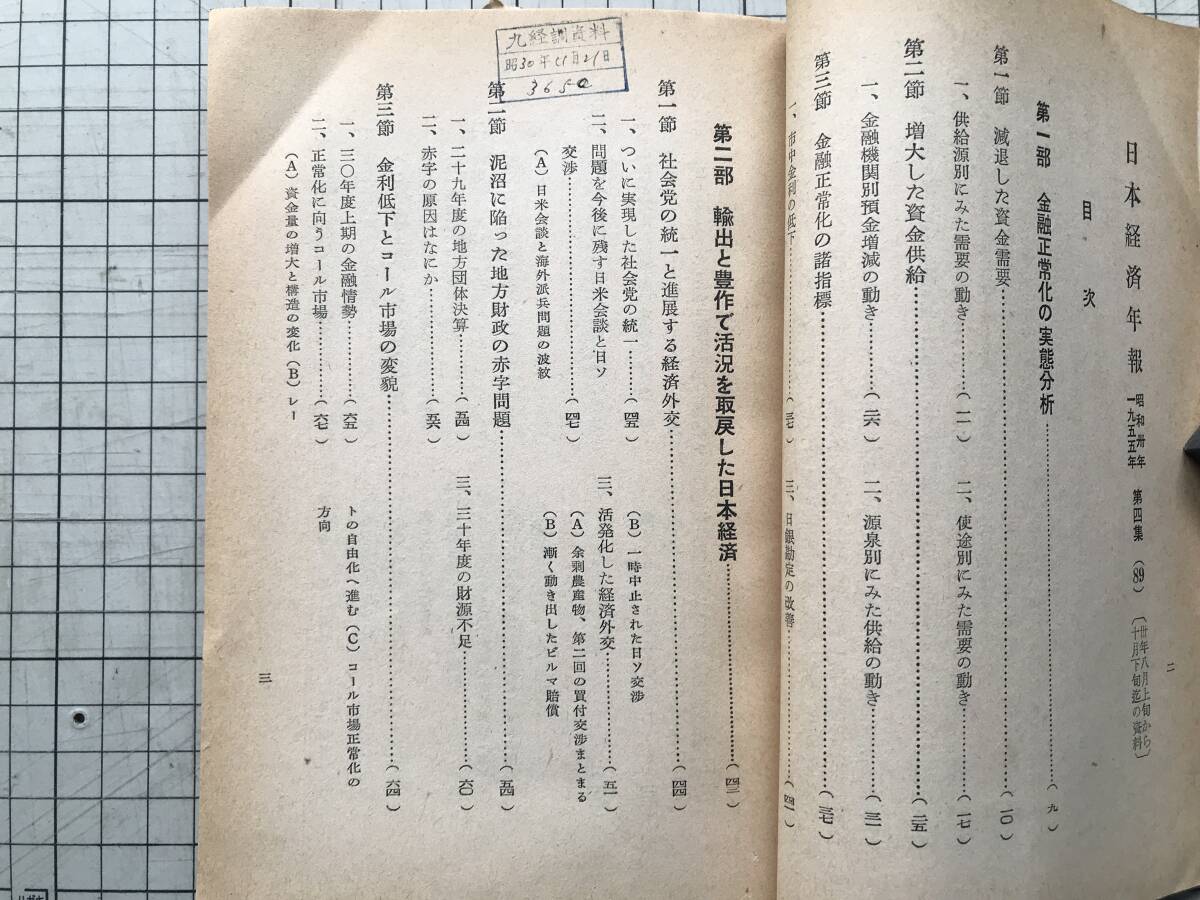 日本経済年報 昭和卅年 一九五五年 第四集(89) 〔卅年八月上旬から十月下旬迄の資料〕
目次
第一部 金融正常化の実態分析…………(九)
第一節 減退した資金需要…………(一〇)
一、供給源別にみた需要の動き……(一一)
二、使途別にみた需要の動き……(一七)
第二節 増大した資金供給…………(二五)
一、金融機関別預金増減の動き……(二六)
二、源泉別にみた供給の動き……(三一)
第三節 金融正常化の諸指標…………(三七)
一、市中金利の低下……(三七)
三、日銀勘定の改善……(四一)
二
九経調資料
昭30年11月21日
3650
第二部 輸出と豊作で活況を取戻した日本経済…………(四三)
第一節 社会党の統一と進展する経済外交…………(四四)
一、ついに実現した社会党の統一……(四五)
二、問題を今後に残す日米会談と日ソ
交渉……(四七)
(A)日米会談と海外派兵問題の波紋
(B)一時中止された日ソ交渉
三、活発化した経済外交……(五一)
(A)余剰農産物、第二回の買付交渉まとまる
(B)漸く動き出したビルマ賠償
第二節 泥沼に陥った地方財政の赤字問題…………(五四)
一、二十九年度の地方団体決算……(五四)
二、赤字の原因はなにか……(五六)
三、三十年度の財源不足……(六〇)
第三節 金利低下とコール市場の変貌…………(六四)
一、三〇年度上期の金融情勢……(六五)
二、正常化に向うコール市場……(六七)
(A)資金量の増大と構造の変化(B)レー
トの自由化へ進む(C)コール市場正常化の
方向
三